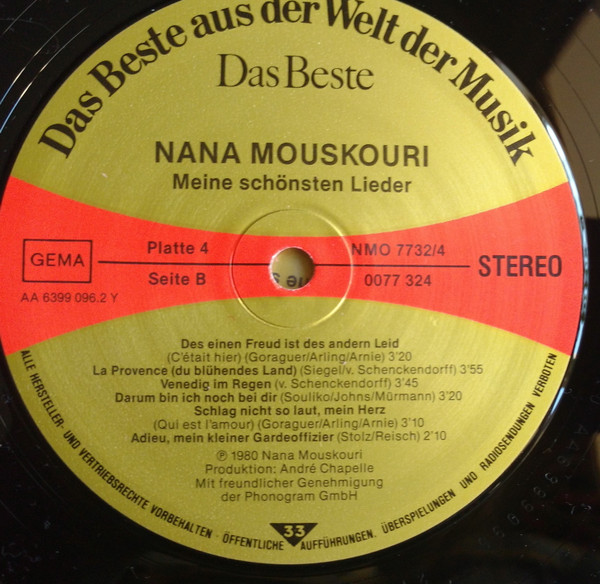 Das Beste aus der Welt der Musik
Das Beste
NANA MOUSKOURI
Meine schönsten Lieder
GEMA
Platte 4
NMO 7732/4
STEREO
Seite B
0077 324
AA 6399 096.2 Y
Des einen Freud ist des andern Leid
(C'était hier) (Goraguer/Arling/Arnie) 3'20
La Provence (du blühendes Land) (Siegel/v. Schenckendorff) 3'55
Venedig im Regen (v. Schenckendorff) 3'45
Darum bin ich noch bei dir (Souliko/Johns/Mürmann) 3'20
Schlag nicht so laut, mein Herz
(Qui est l'amour) (Goraguer/Arling/Arnie) 3'10
Adieu, mein kleiner Gardeoffizier (Stolz/Reisch) 2'10
℗ 1980 Nana Mouskouri
Produktion: André Chapelle
Mit freundlicher Genehmigung
der Phonogram GmbH
33
ALLE HERSTELLER- UND VERTRIEBSRECHTE VORBEHALTEN · ÖFFENTLICHE AUFFÜHRUNGEN, ÜBERSPIELUNGEN UND RADIOSENDUNGEN VERBOTEN